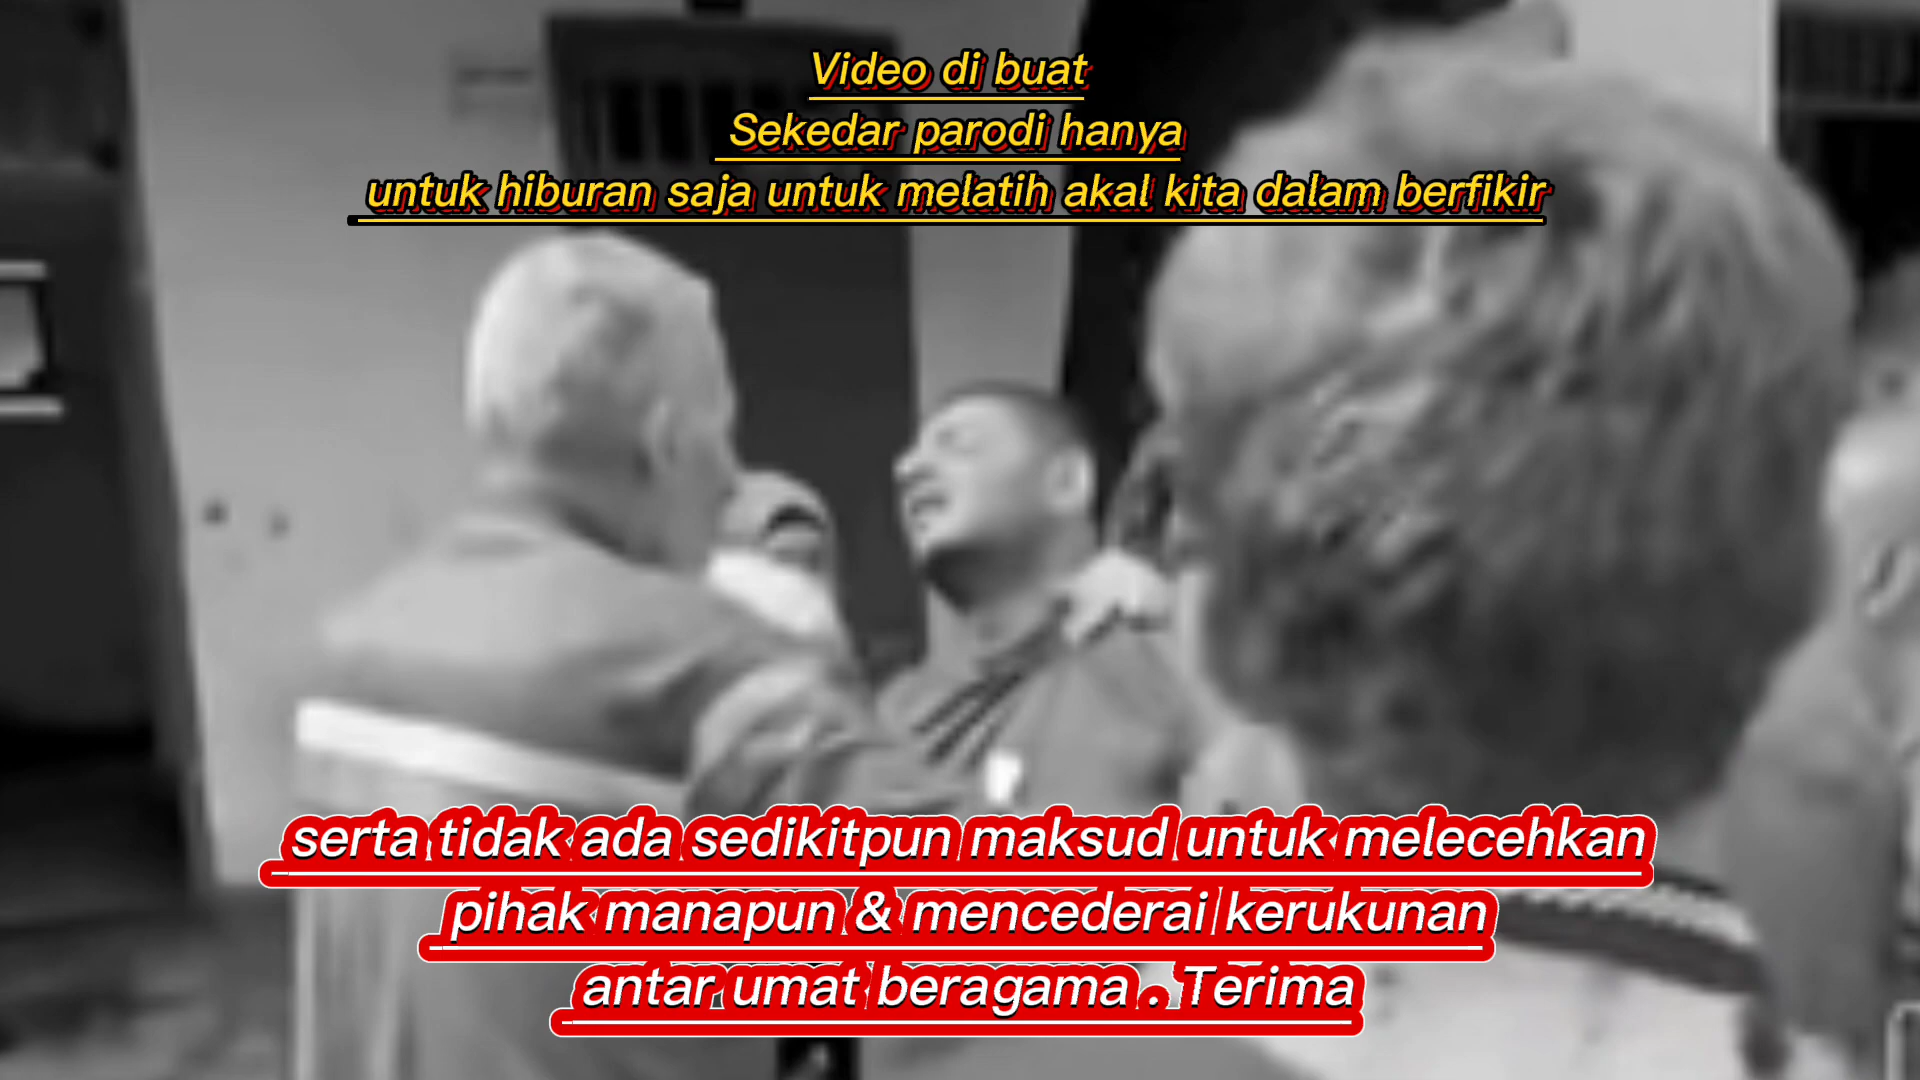 Video di buat
Sekedar parodi hanya
untuk hiburan saja untuk melatih akal kita dalam berfikir
serta tidak ada sedikitpun maksud untuk melecehkan
pihak manapun & mencederai kerukunan
antar umat beragama. Terima